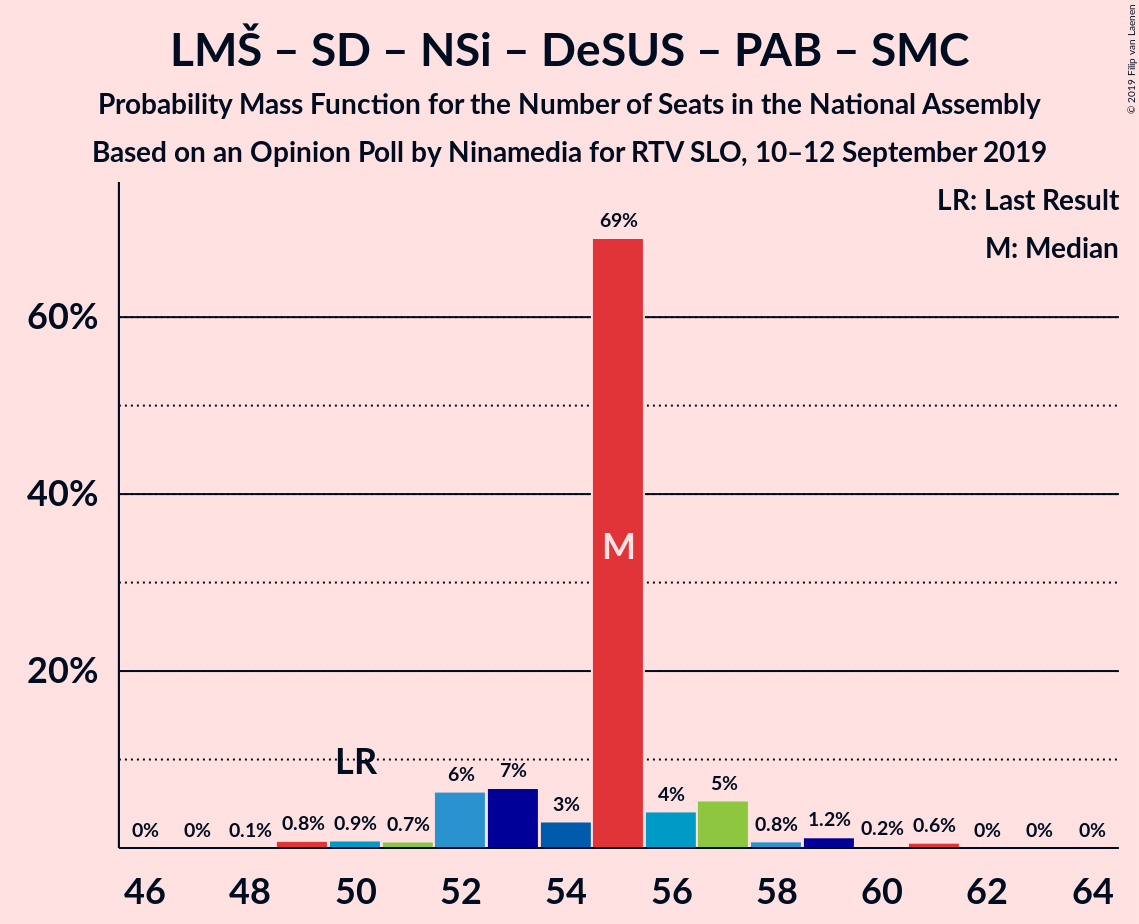 LMŠ – SD – NSi – DeSUS – PAB – SMC
Probability Mass Function for the Number of Seats in the National Assembly
Based on an Opinion Poll by Ninamedia for RTV SLO, 10–12 September 2019
© 2019 Filip van Laenen
LR: Last Result
M: Median
60%
40%
20%
0% 0% 0.1% 0.8% 0.9% 0.7% 6% 7% 3% 69% 4% 5% 0.8% 1.2% 0.2% 0.6% 0% 0% 0%
LR
M
46 48 50 52 54 56 58 60 62 64